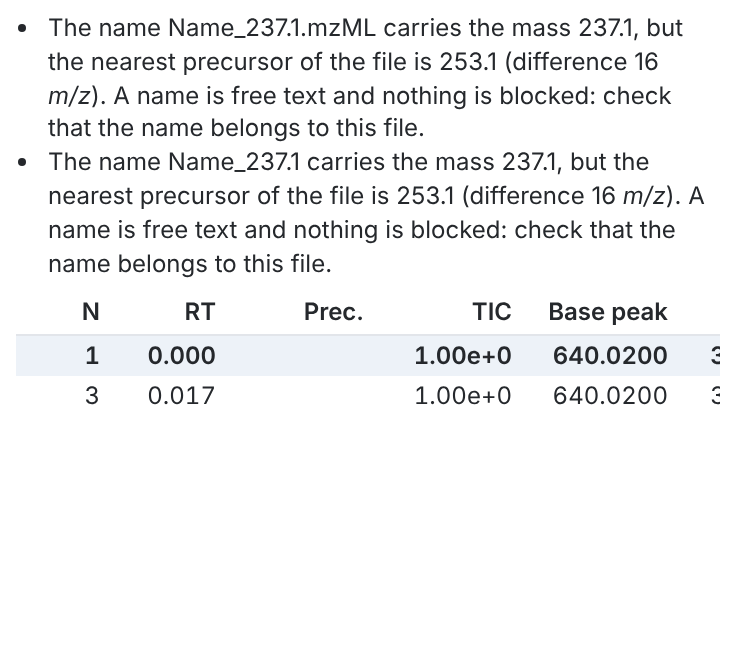 • The name Name_237.1.mzML carries the mass 237.1, but
the nearest precursor of the file is 253.1 (difference 16
m/z). A name is free text and nothing is blocked: check
that the name belongs to this file.
• The name Name_237.1 carries the mass 237.1, but the
nearest precursor of the file is 253.1 (difference 16 m/z). A
name is free text and nothing is blocked: check that the
name belongs to this file.
N RT Prec. TIC Base peak
1 0.000 1.00e+0 640.0200 3
3 0.017 1.00e+0 640.0200 3